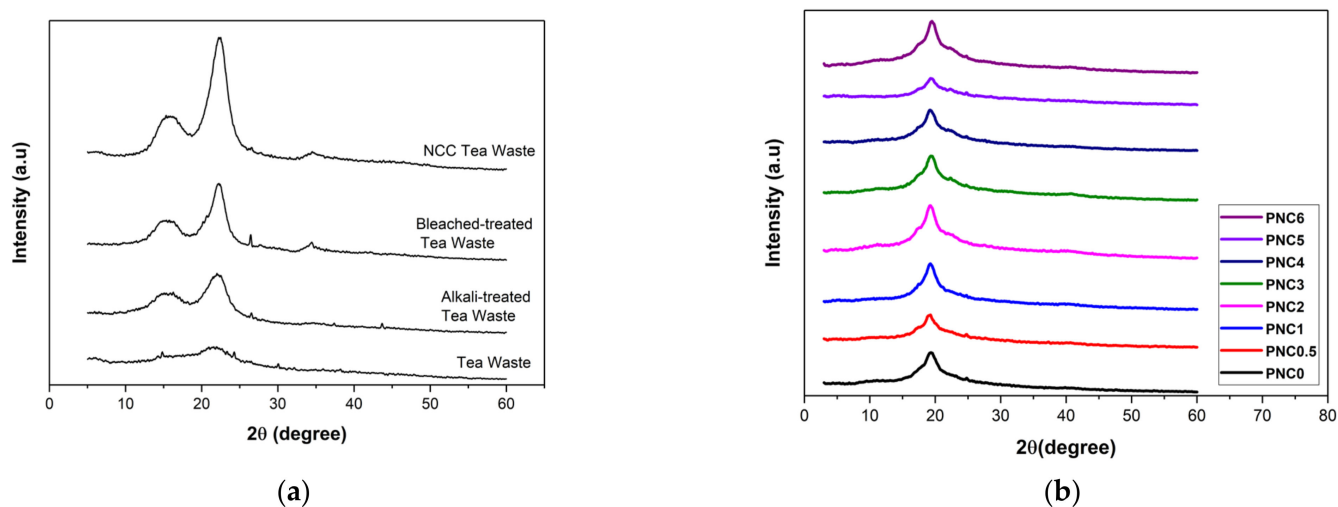 Intensity (a.u)
NCC Tea Waste
Bleached-treated
Tea Waste
Alkali-treated
Tea Waste
Tea Waste
0 10 20 30 40 50 60
2θ (degree)
(a)
Intensity (a.u)
PNC6
PNC5
PNC4
PNC3
PNC2
PNC1
PNC0.5
PNC0
0 10 20 30 40 50 60 70 80
2θ(degree)
(b)